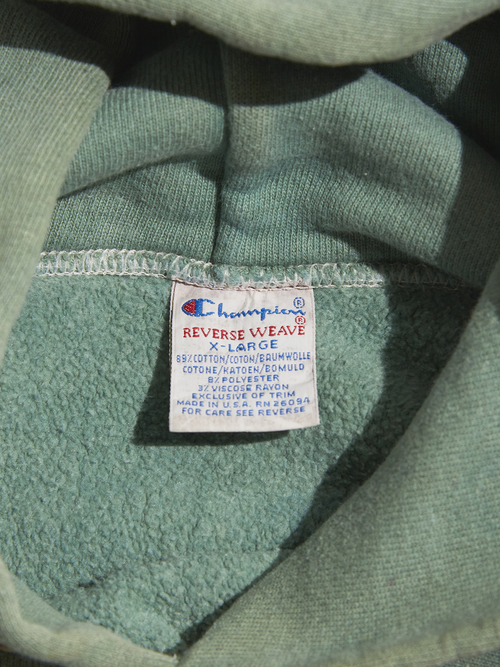 Champion ®
®
REVERSE WEAVE
X-LARGE
89% COTTON/COTON/BAUMWOLLE
COTONE/KATOEN/BOMULD
8% POLYESTER
3% VISCOSE RAYON
EXCLUSIVE OF TRIM
MADE IN U.S.A. RN 26094
FOR CARE SEE REVERSE